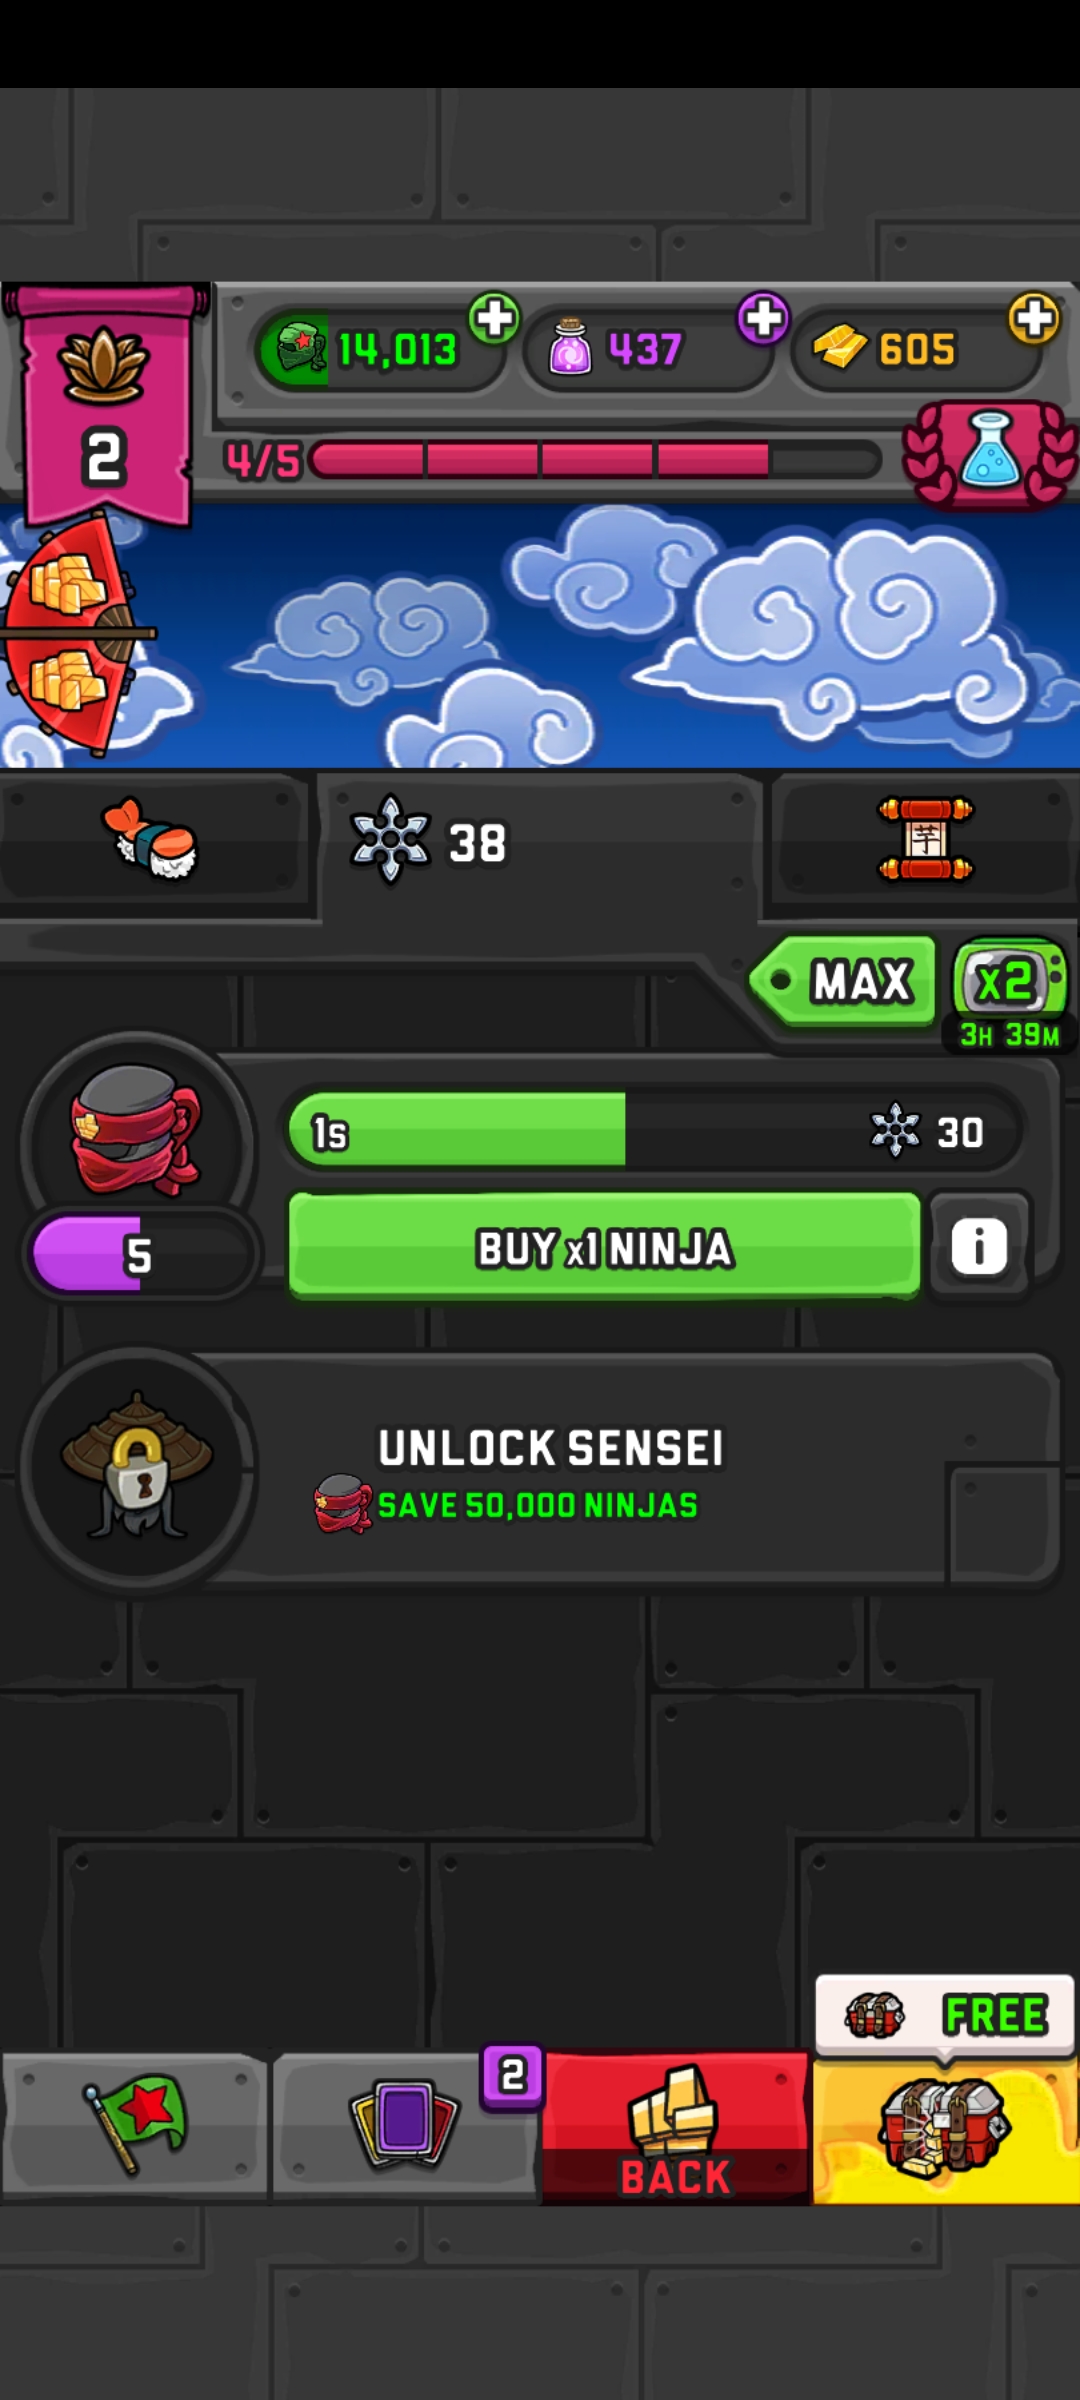 14,013
437
605
2
4/5
38
芋
MAX
x2
3H 39M
1s
30
5
BUY x1 NINJA
i
UNLOCK SENSEI
SAVE 50,000 NINJAS
FREE
2
BACK